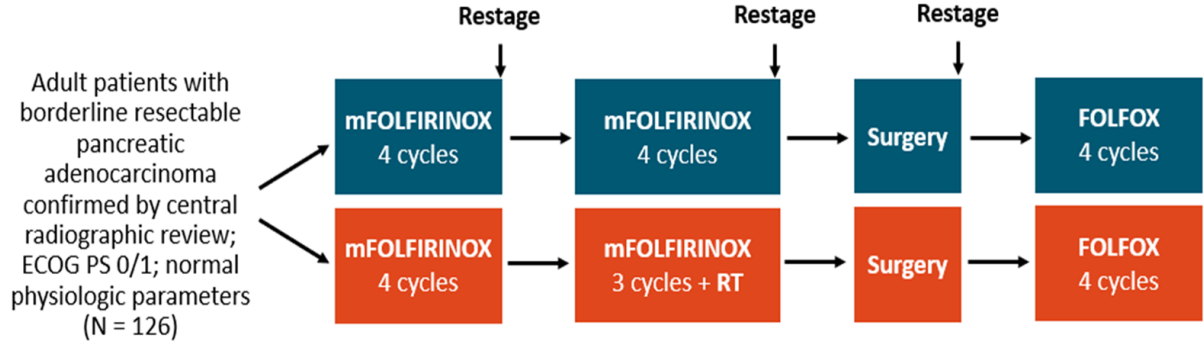 Restage
Restage
Restage
Adult patients with
borderline resectable
pancreatic
adenocarcinoma
confirmed by central
radiographic review;
ECOG PS 0/1; normal
physiologic parameters
(N = 126)
mFOLFIRINOX
4 cycles
mFOLFIRINOX
4 cycles
Surgery
FOLFOX
4 cycles
mFOLFIRINOX
4 cycles
mFOLFIRINOX
3 cycles + RT
Surgery
FOLFOX
4 cycles